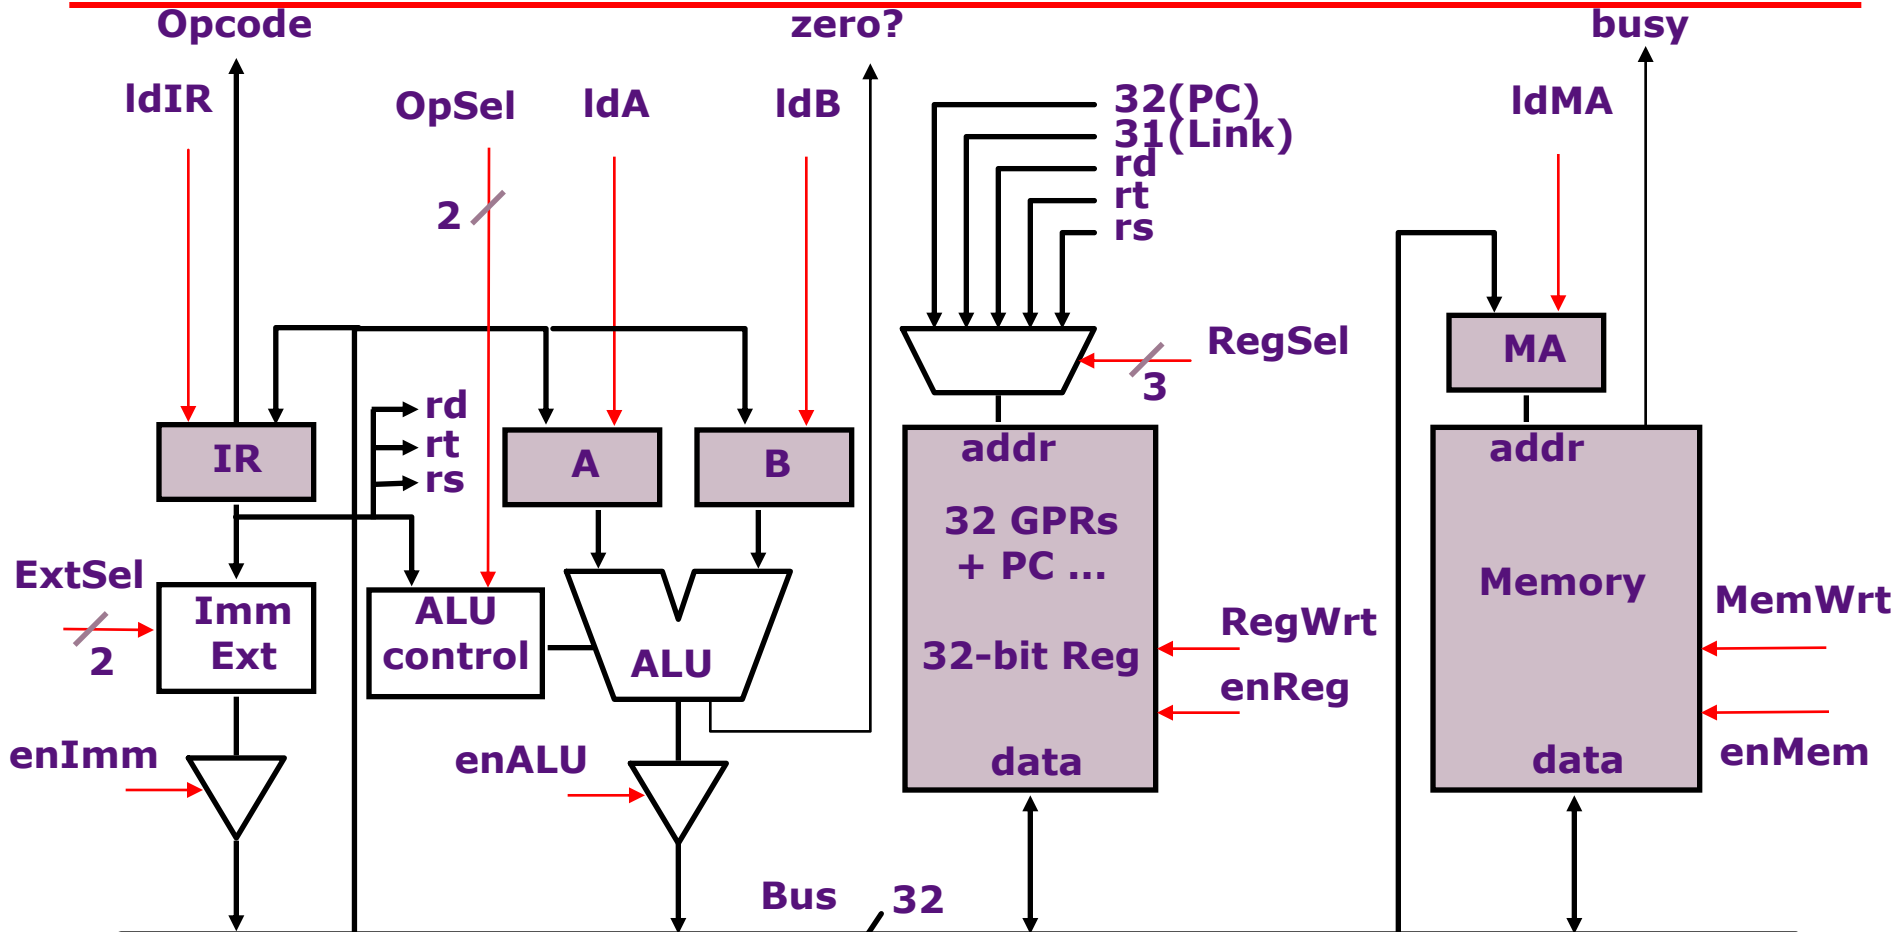 Opcode
zero?
busy
ldIR
OpSel
ldA
ldB
32(PC)
31(Link)
rd
rt
rs
ldMA
2
RegSel
3
MA
rd
rt
rs
IR
A
B
addr
32 GPRs
+ PC ...
32-bit Reg
data
addr
Memory
data
ExtSel
2
Imm
Ext
ALU
control
ALU
RegWrt
enReg
MemWrt
enMem
enImm
enALU
Bus
32